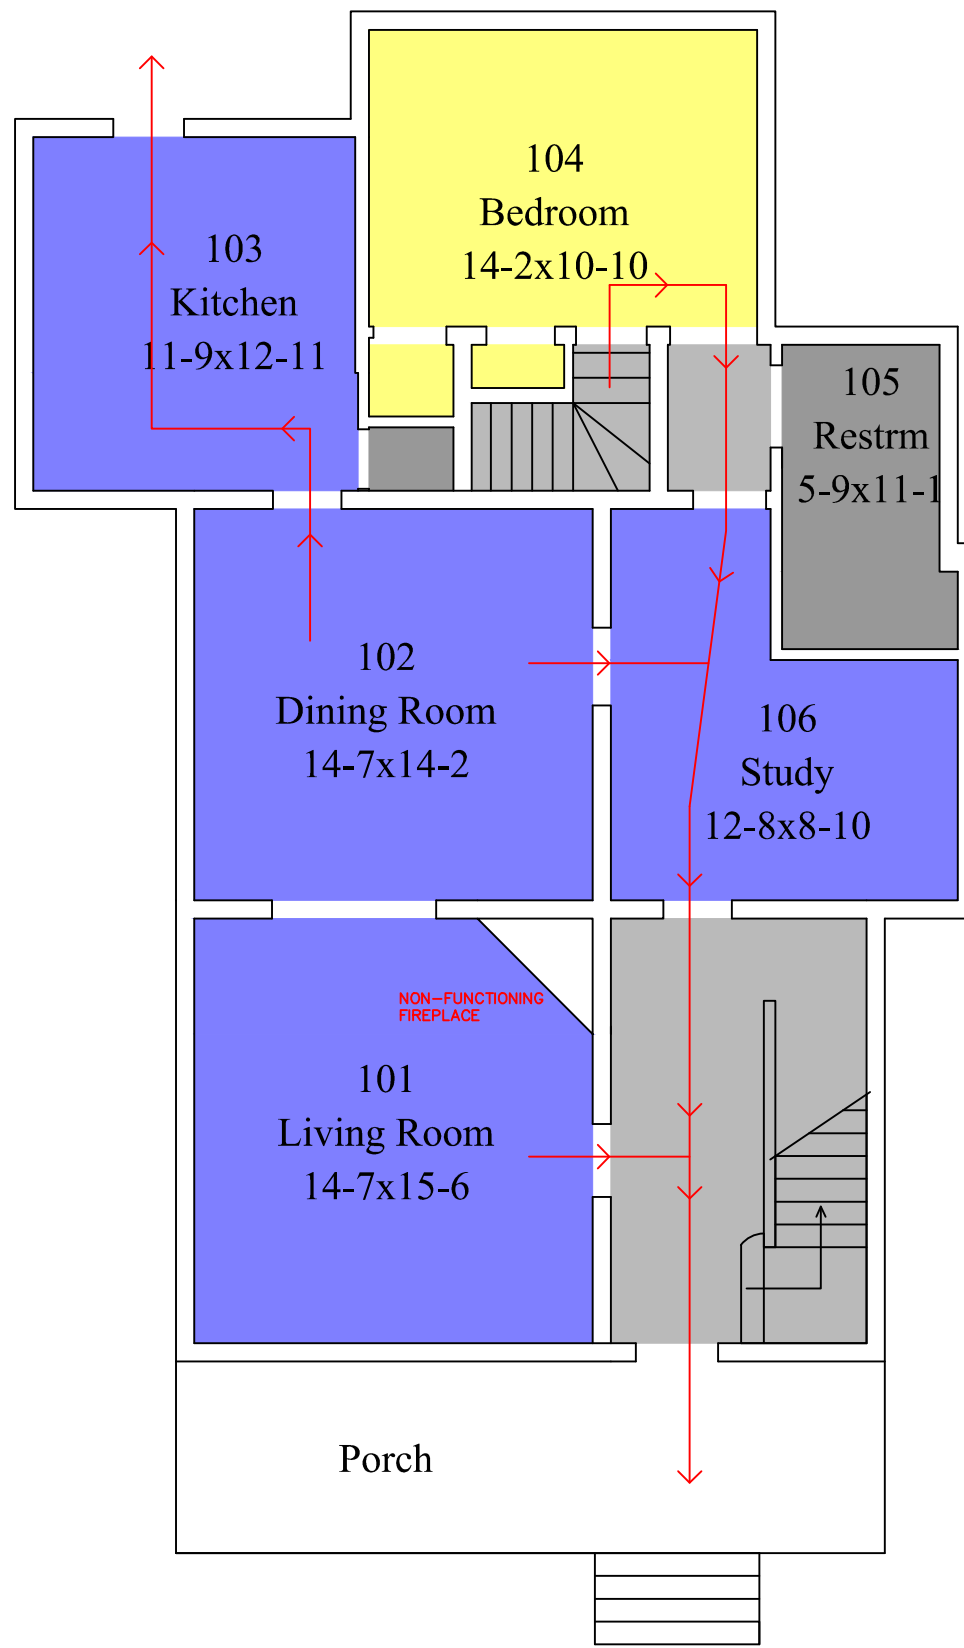 104
Bedroom
14-2x10-10
103
Kitchen
11-9x12-11
105
Restrm
5-9x11-1
102
Dining Room
14-7x14-2
106
Study
12-8x8-10
NON-FUNCTIONING
FIREPLACE
101
Living Room
14-7x15-6
Porch